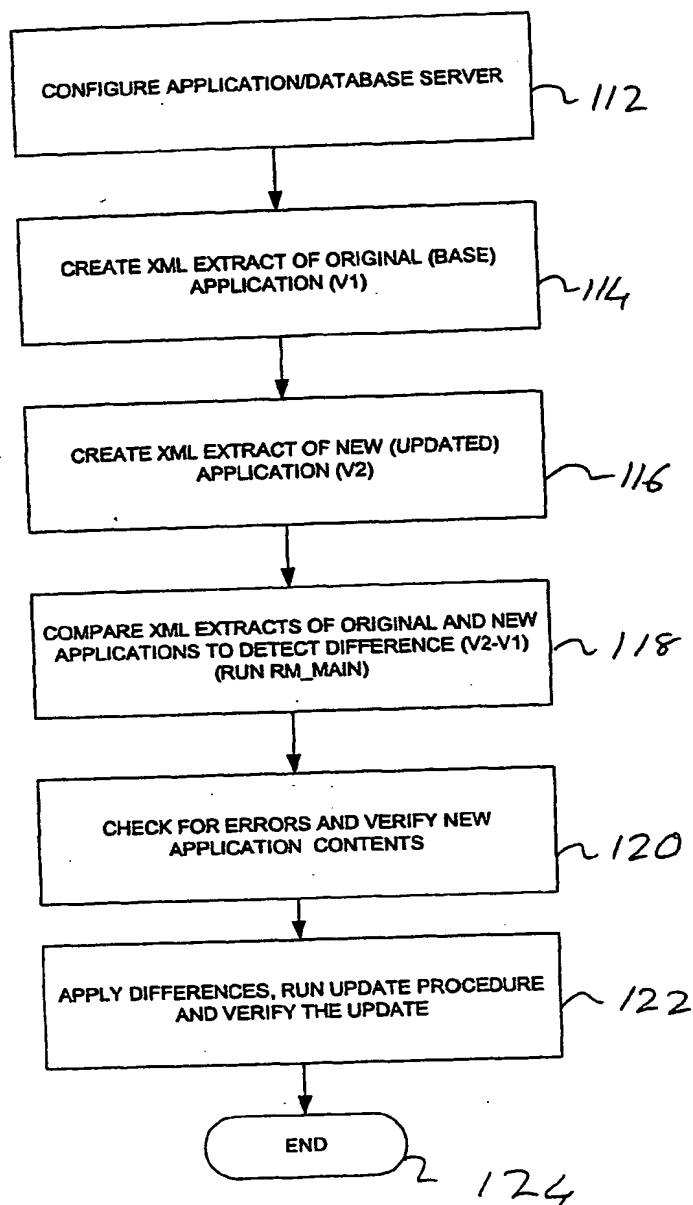 CONFIGURE APPLICATION/DATABASE SERVER
112
CREATE XML EXTRACT OF ORIGINAL (BASE)
APPLICATION (V1)
114
CREATE XML EXTRACT OF NEW (UPDATED)
APPLICATION (V2)
116
COMPARE XML EXTRACTS OF ORIGINAL AND NEW
APPLICATIONS TO DETECT DIFFERENCE (V2-V1)
(RUN RM_MAIN)
118
CHECK FOR ERRORS AND VERIFY NEW
APPLICATION CONTENTS
120
APPLY DIFFERENCES, RUN UPDATE PROCEDURE
AND VERIFY THE UPDATE
122
END
124